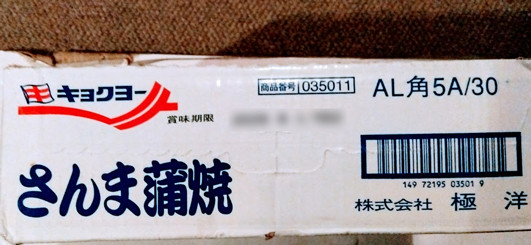 キョクヨー
商品番号 035011
AL角5A/30
賞味期限
さんま蒲焼
149 72195 03501 9
株式会社 極洋